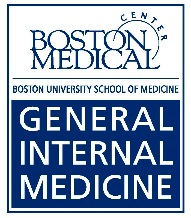 BOSTON
MEDICAL
CENTER
BOSTON UNIVERSITY SCHOOL OF MEDICINE
GENERAL
INTERNAL
MEDICINE